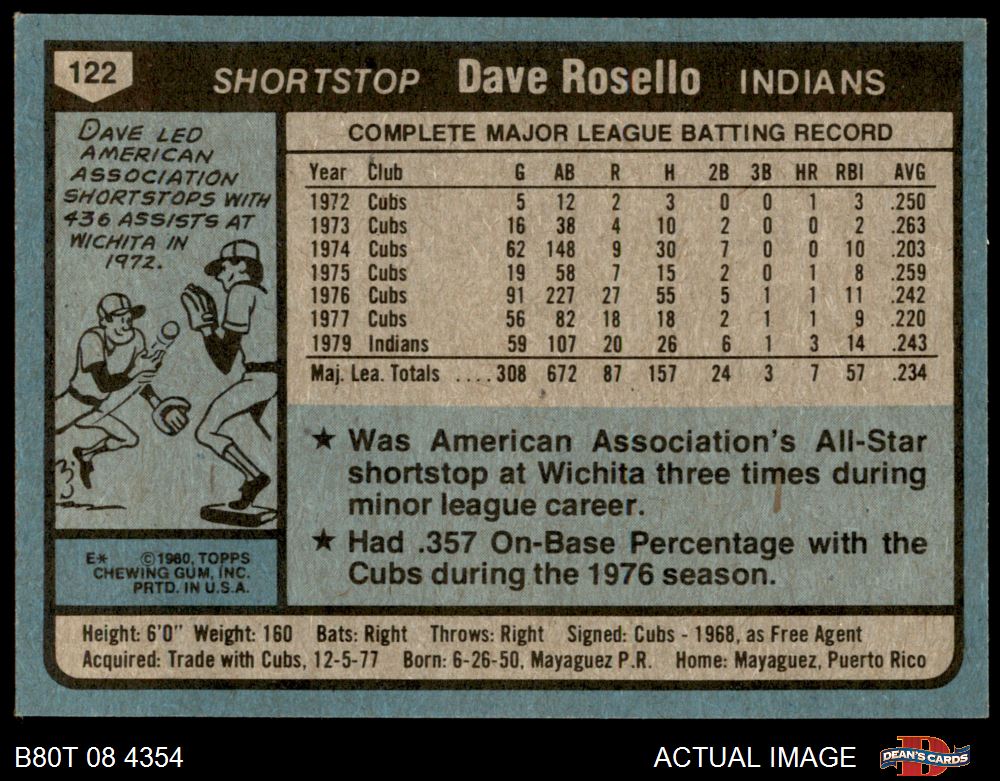 122
SHORTSTOP Dave Rosello INDIANS
DAVE LED
AMERICAN
ASSOCIATION
SHORTSTOPS WITH
436 ASSISTS AT
WICHITA IN
1972.
COMPLETE MAJOR LEAGUE BATTING RECORD
Year Club G AB R H 2B 3B HR RBI AVG
1972 Cubs 5 12 2 3 0 0 1 3 .250
1973 Cubs 16 38 4 10 2 0 0 2 .263
1974 Cubs 62 148 9 30 7 0 0 10 .203
1975 Cubs 19 58 7 15 2 0 1 8 .259
1976 Cubs 91 227 27 55 5 1 1 11 .242
1977 Cubs 56 82 18 18 2 1 1 9 .220
1979 Indians 59 107 20 26 6 1 3 14 .243
Maj. Lea. Totals ....308 672 87 157 24 3 7 57 .234
★ Was American Association's All-Star
shortstop at Wichita three times during
minor league career.
★ Had .357 On-Base Percentage with the
Cubs during the 1976 season.
E* ©1980, TOPPS
CHEWING GUM, INC.
PRTD. IN U.S.A.
Height: 6'0" Weight: 160 Bats: Right Throws: Right Signed: Cubs - 1968, as Free Agent
Acquired: Trade with Cubs, 12-5-77 Born: 6-26-50, Mayaguez P.R. Home: Mayaguez, Puerto Rico
B80T 08 4354 ACTUAL IMAGE DEAN'S CARDS